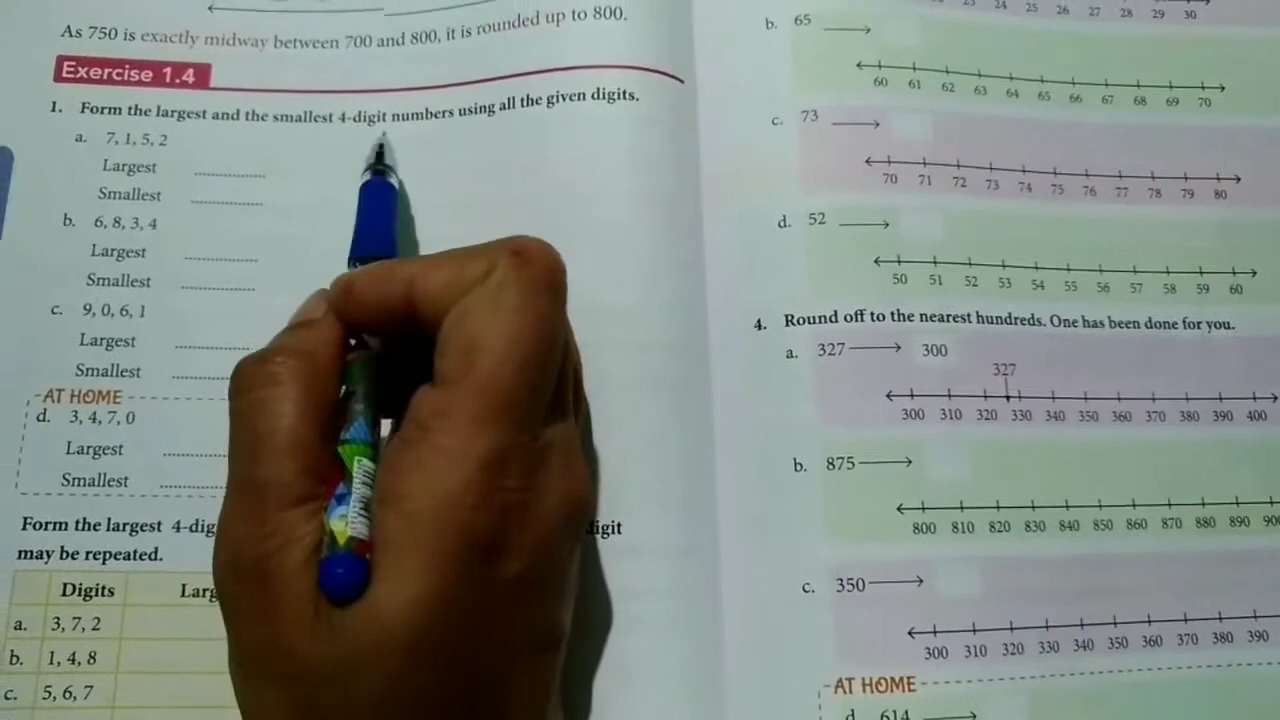 As 750 is exactly midway between 700 and 800, it is rounded up to 800.
Exercise 1.4
1. Form the largest and the smallest 4-digit numbers using all the given digits.
a. 7, 1, 5, 2
Largest ..............
Smallest ..............
b. 6, 8, 3, 4
Largest ..............
Smallest ..............
c. 9, 0, 6, 1
Largest ..............
Smallest ..............
AT HOME
d. 3, 4, 7, 0
Largest ..............
Smallest ..............
Form the largest 4-dig
digit
may be repeated.
Digits Larg
a. 3, 7, 2
b. 1, 4, 8
c. 5, 6, 7
23 24 25 26 27 28 29 30
b. 65
60 61 62 63 64 65 66 67 68 69 70
c. 73
70 71 72 73 74 75 76 77 78 79 80
d. 52
50 51 52 53 54 55 56 57 58 59 60
4. Round off to the nearest hundreds. One has been done for you.
a. 327 300
327
300 310 320 330 340 350 360 370 380 390 400
b. 875
800 810 820 830 840 850 860 870 880 890 90
c. 350
300 310 320 330 340 350 360 370 380 390
AT HOME
d. 614